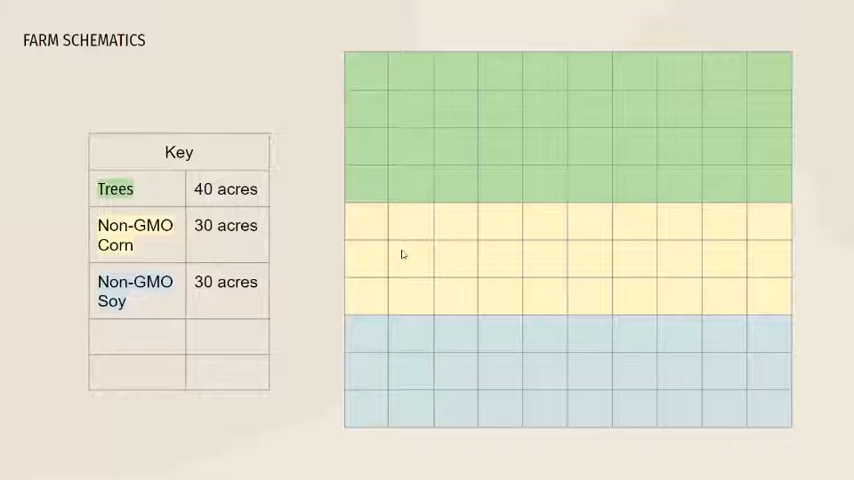 FARM SCHEMATICS
Key
Trees 40 acres
Non-GMO 30 acres
Corn
Non-GMO 30 acres
Soy